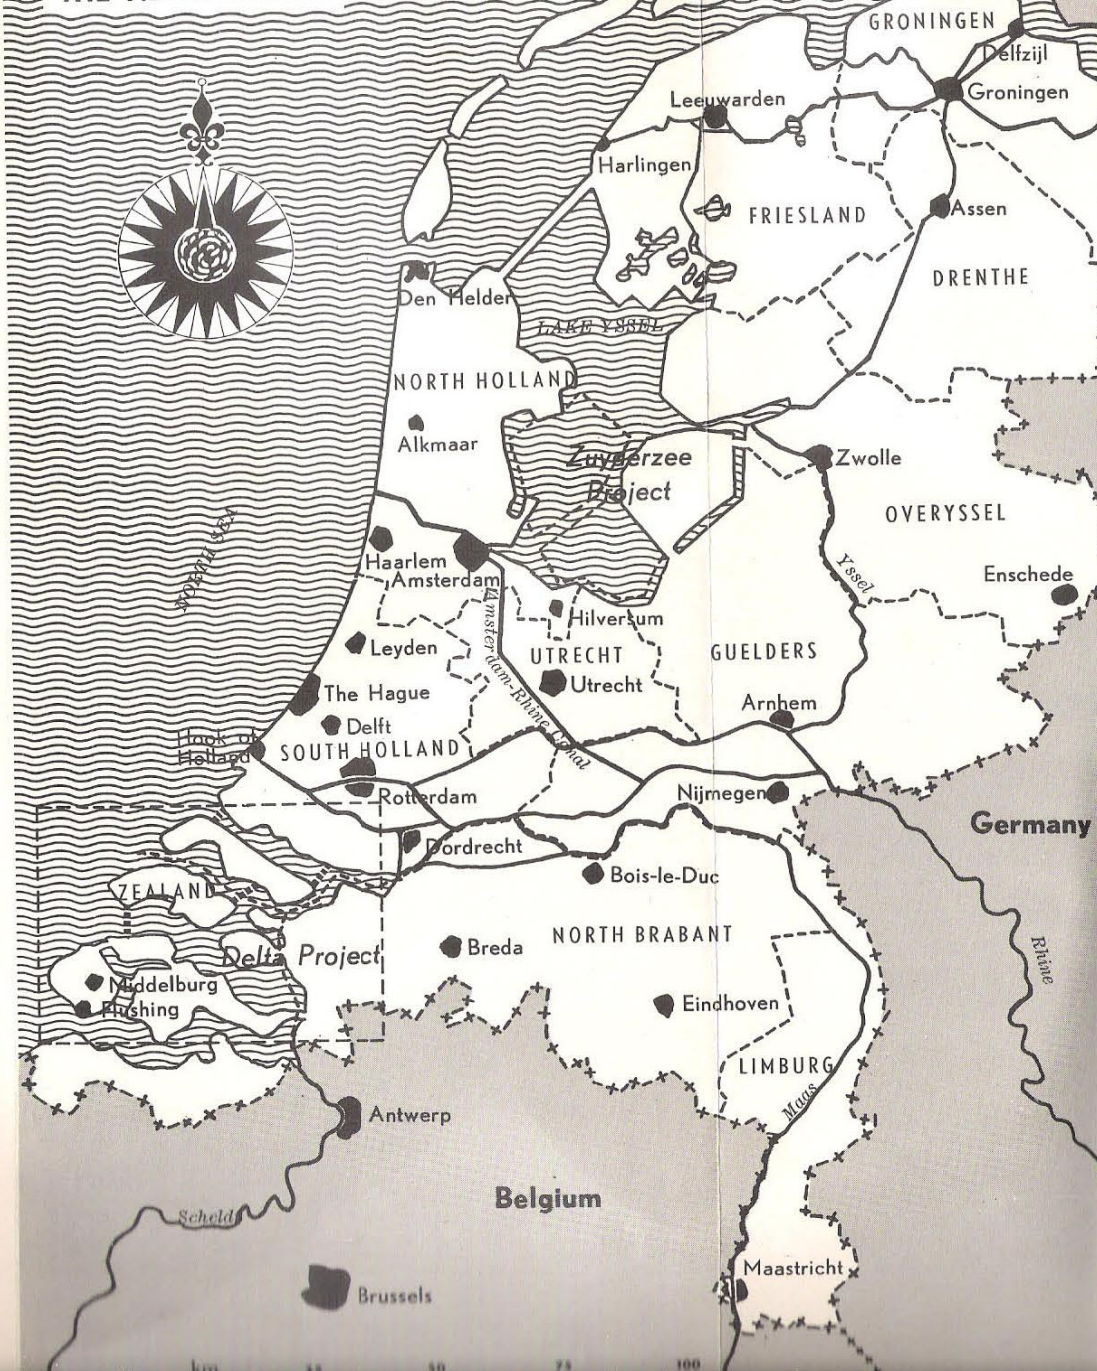 GRONINGEN
Delfzijl
Groningen
Leeuwarden
Harlingen
FRIESLAND
Assen
DRENTHE
Den Helder
LAKE YSSEL
NORTH HOLLAND
Alkmaar
Zuyderzee
Project
Zwolle
OVERYSSEL
NORTH SEA
Haarlem
Amsterdam
Yssel
Enschede
Amsterdam-Rhine Canal
Hilversum
Leyden
UTRECHT
GUELDERS
Utrecht
The Hague
Arnhem
Delft
Hook of
Holland
SOUTH HOLLAND
Rotterdam
Nijmegen
Germany
Dordrecht
Bois-le-Duc
ZEALAND
NORTH BRABANT
Breda
Delta Project
Rhine
Middelburg
Flushing
Eindhoven
LIMBURG
Maas
Antwerp
Belgium
Scheld
Maastricht
Brussels
km 25 50 75 100